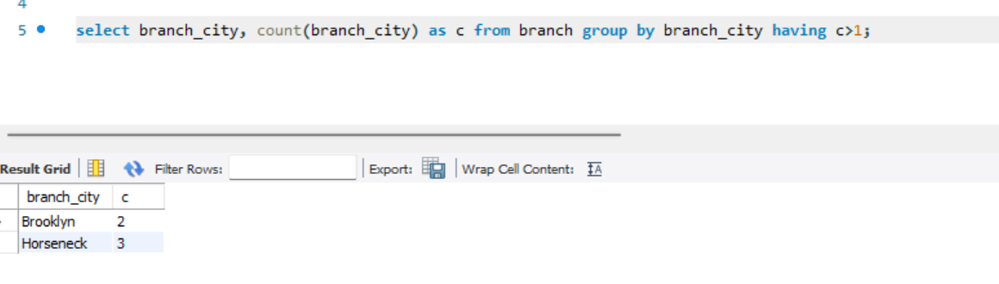 4
5 select branch_city, count(branch_city) as c from branch group by branch_city having c>1;
Result Grid Filter Rows: Export: Wrap Cell Content: IA
branch_city c
Brooklyn 2
Horseneck 3